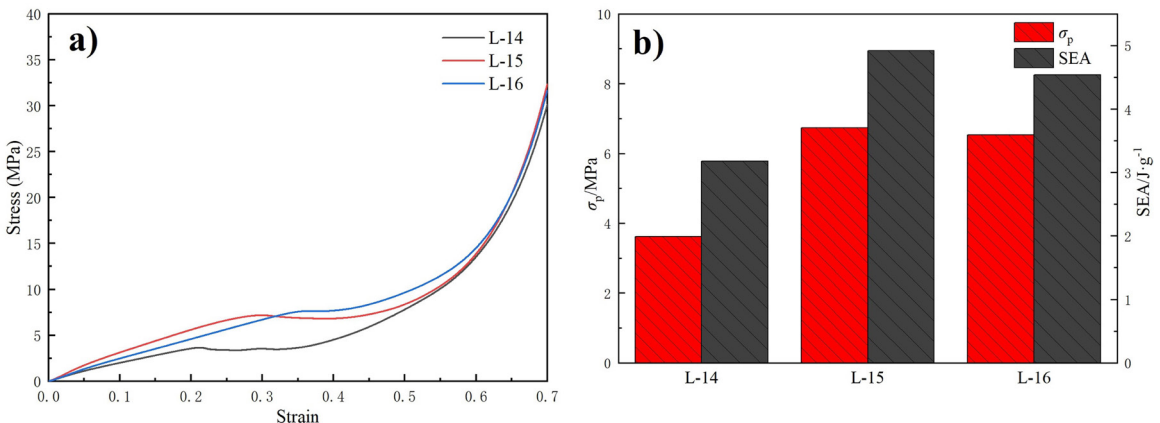 a)
L-14
L-15
L-16
Stress (MPa)
40
35
30
25
20
15
10
5
0
0.0 0.1 0.2 0.3 0.4 0.5 0.6 0.7
Strain
b)
σp
SEA
σp/MPa
10
8
6
4
2
0
L-14 L-15 L-16
5
4
3
2
1
0
SEA/J·g⁻¹